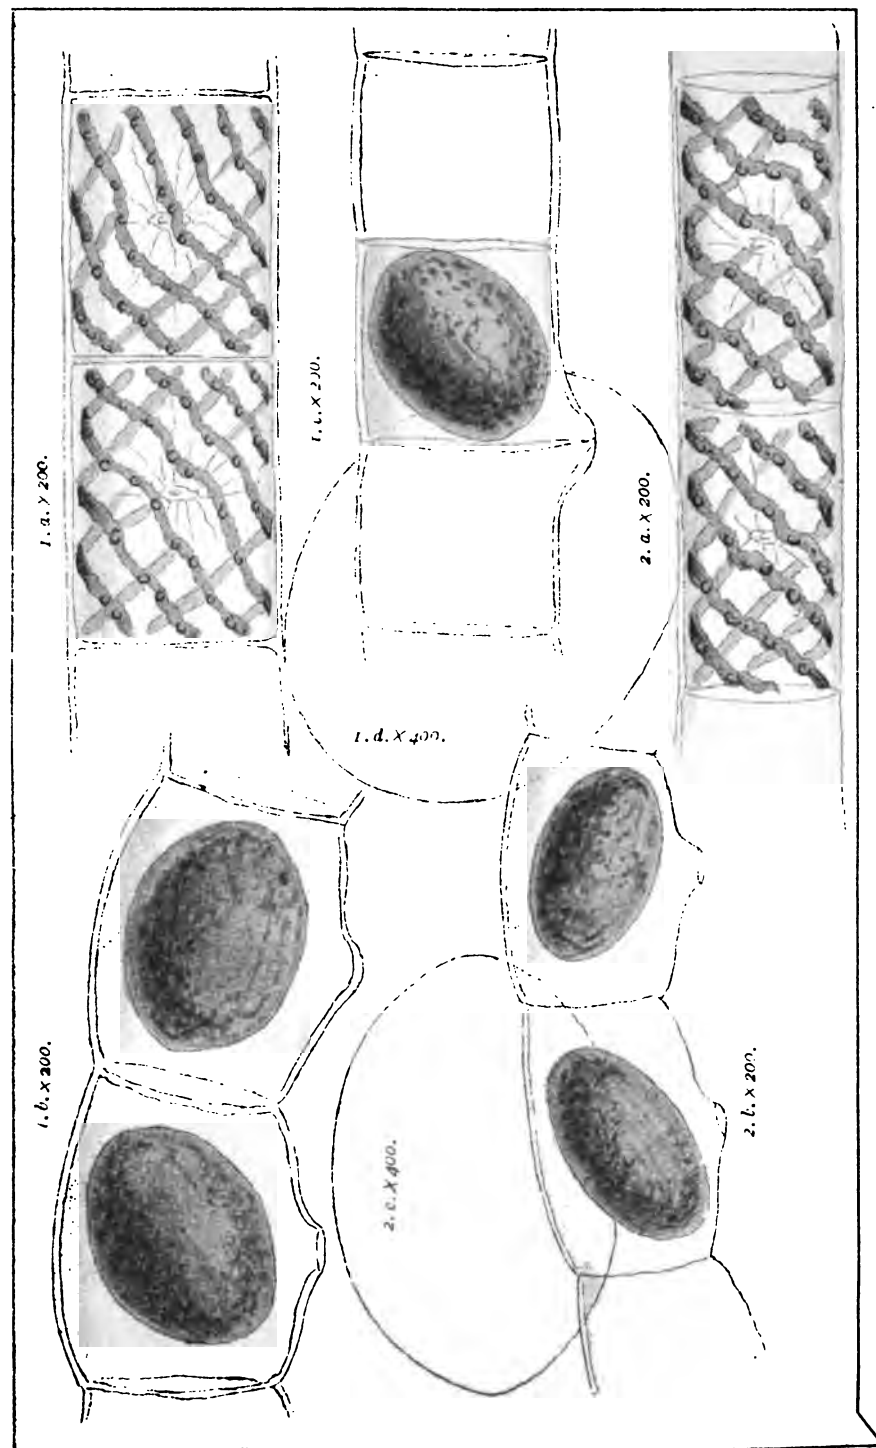 1. a. X 200.
1. c. X 200.
2. a. X 200.
1. d. X 400.
1. b. X 200.
2. c. X 400.
2. b. X 200.